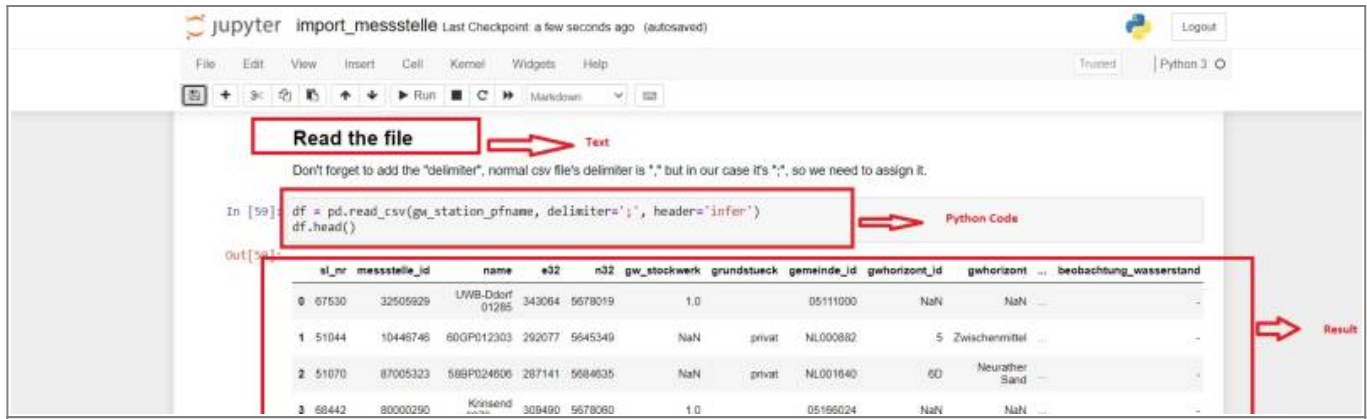 jupyter import_messstelle Last Checkpoint: a few seconds ago (autosaved)
Logout
File Edit View Insert Cell Kernel Widgets Help
Trusted Python 3
Run Markdown
Read the file
Text
Don't forget to add the "delimiter", normal csv file's delimiter is "," but in our case it's ";", so we need to assign it.
In [59]: df = pd.read_csv(gw_station_pfname, delimiter=';', header='infer')
df.head()
Python Code
Out[59]:
sl_nr messstelle_id name e32 n32 gw_stockwerk grundstueck gemeinde_id gwhorizont_id gwhorizont ... beobachtung_wasserstand
0 67530 32505929 UWB-Ddorf 01285 343064 5678019 1.0 05111000 NaN NaN ... -
1 51044 10446746 60GP012303 292077 5645349 NaN privat NL000882 5 Zwischenmittel ... -
2 51070 87005323 58BP024606 287141 5684635 NaN privat NL001640 6D Neurather Sand ... -
3 68442 80000290 Krinsend 309490 5678060 1.0 05166024 NaN NaN ... -
Result